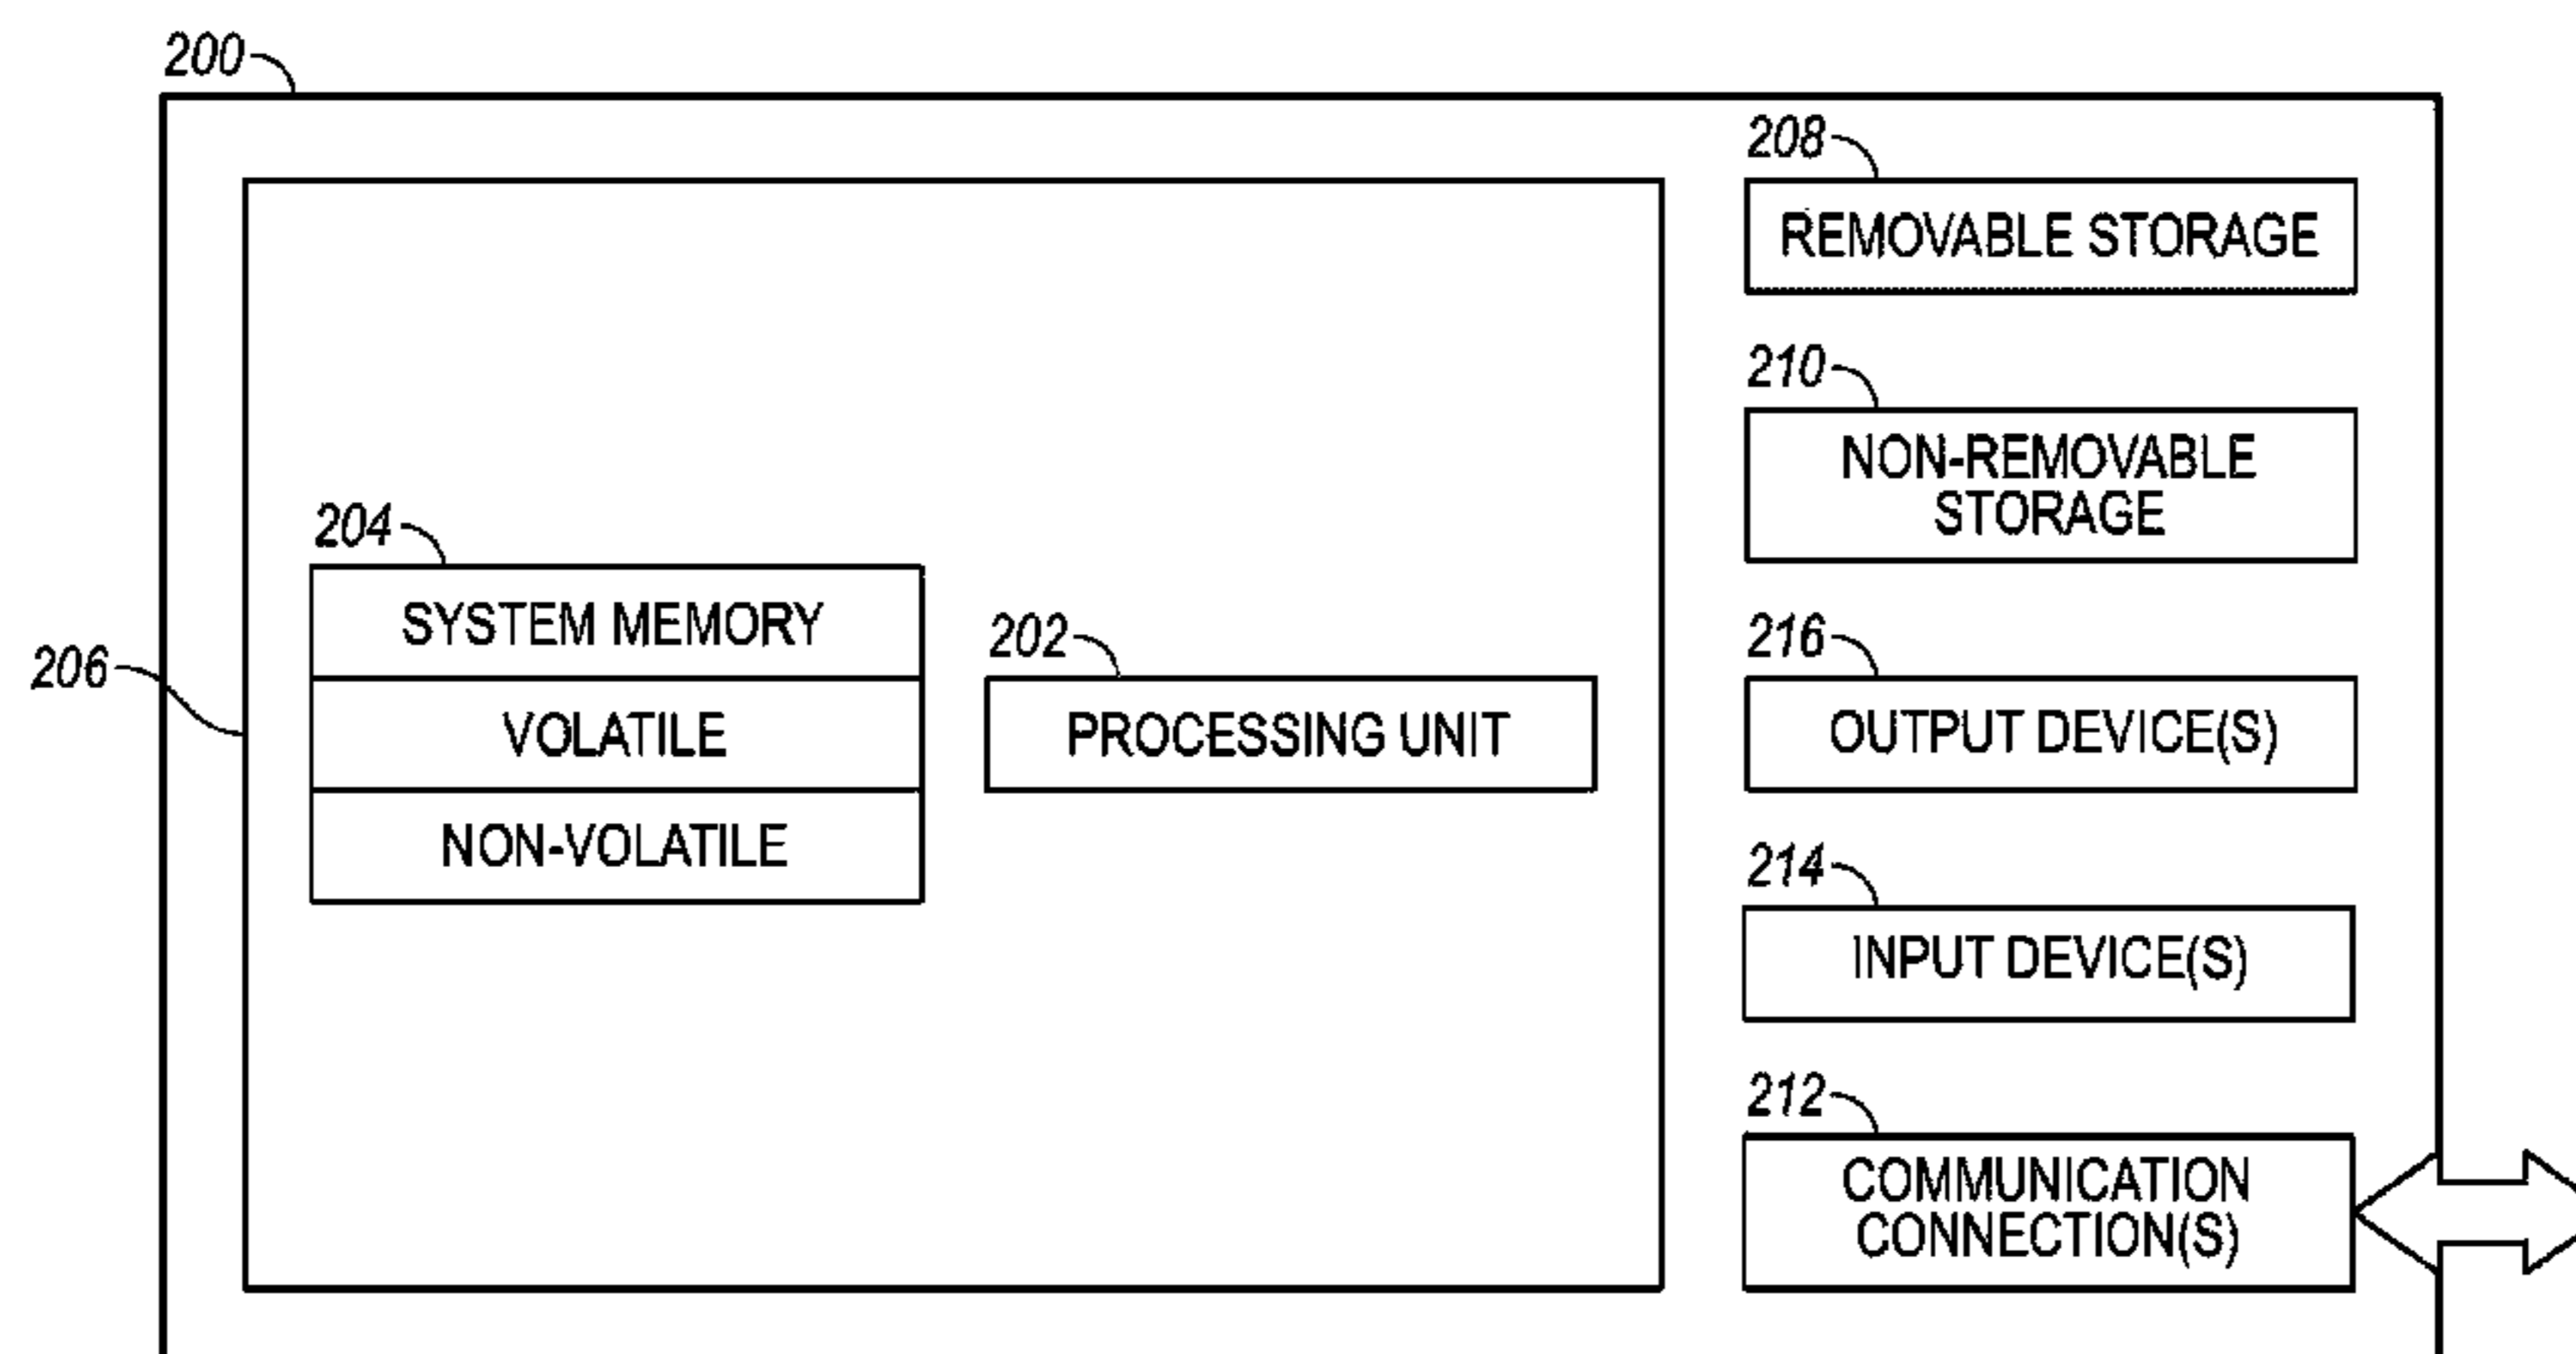 200
208
REMOVABLE STORAGE
210
NON-REMOVABLE
STORAGE
204
SYSTEM MEMORY
206
202
216
VOLATILE
PROCESSING UNIT
OUTPUT DEVICE(S)
NON-VOLATILE
214
INPUT DEVICE(S)
212
COMMUNICATION
CONNECTION(S)